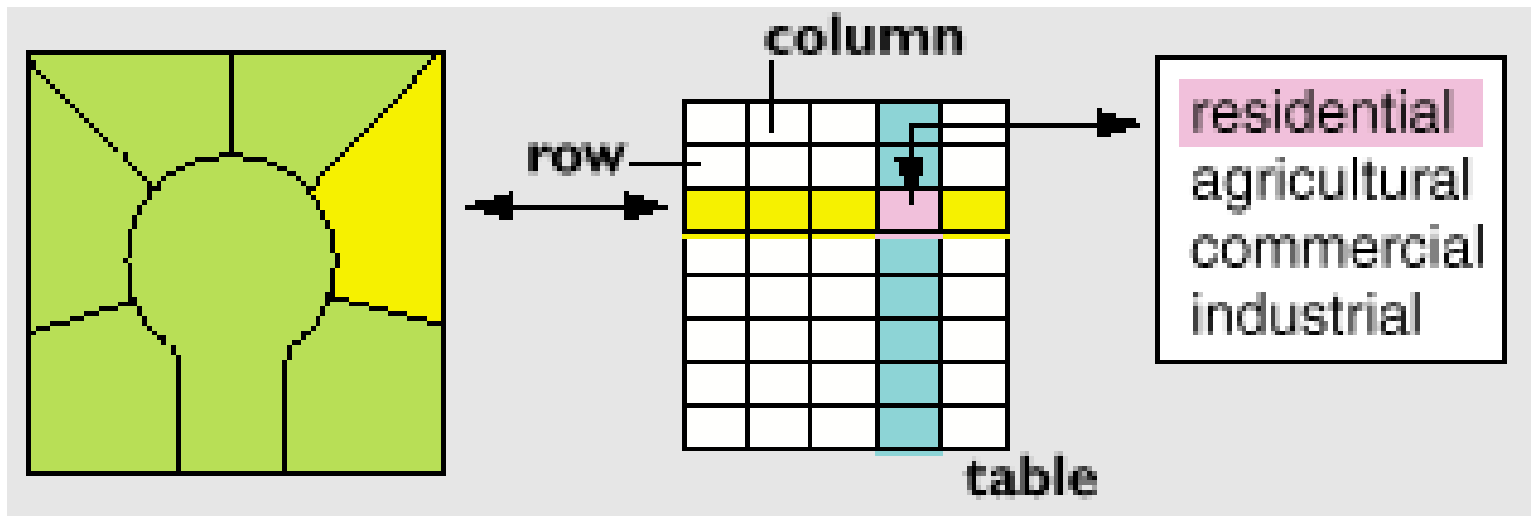 column
row
table
residential
agricultural
commercial
industrial